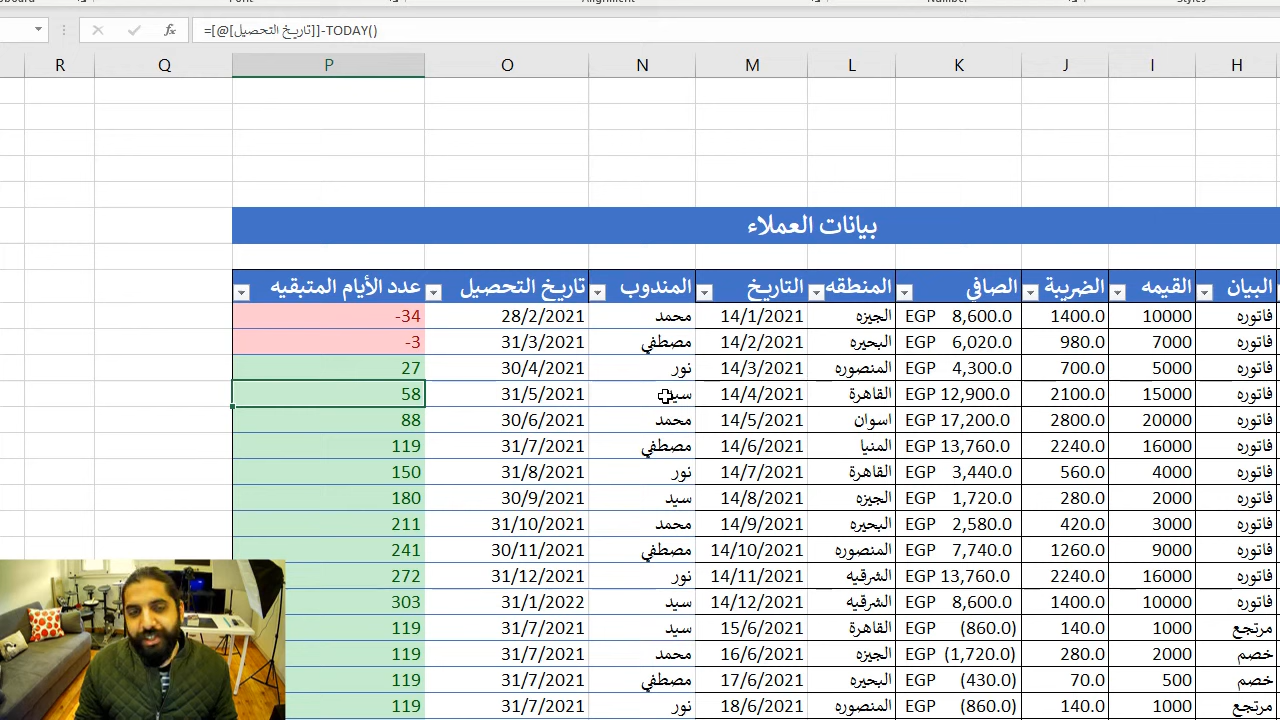 Font Alignment Number Styles
=[@[تاريخ التحصيل]]-TODAY()
R Q P O N M L K J I H
بيانات العملاء
البيان القيمه الضريبة الصافي المنطقه التاريخ المندوب تاريخ التحصيل عدد الأيام المتبقيه
فاتوره 10000 1400.0 EGP 8,600.0 الجيزه 14/1/2021 محمد 28/2/2021 -34
فاتوره 7000 980.0 EGP 6,020.0 البحيره 14/2/2021 مصطفي 31/3/2021 -3
فاتوره 5000 700.0 EGP 4,300.0 المنصوره 14/3/2021 نور 30/4/2021 27
فاتوره 15000 2100.0 EGP 12,900.0 القاهرة 14/4/2021 سيد 31/5/2021 58
فاتوره 20000 2800.0 EGP 17,200.0 اسوان 14/5/2021 محمد 30/6/2021 88
فاتوره 16000 2240.0 EGP 13,760.0 المنيا 14/6/2021 مصطفي 31/7/2021 119
فاتوره 4000 560.0 EGP 3,440.0 القاهرة 14/7/2021 نور 31/8/2021 150
فاتوره 2000 280.0 EGP 1,720.0 الجيزه 14/8/2021 سيد 30/9/2021 180
فاتوره 3000 420.0 EGP 2,580.0 البحيره 14/9/2021 محمد 31/10/2021 211
فاتوره 9000 1260.0 EGP 7,740.0 المنصوره 14/10/2021 مصطفي 30/11/2021 241
فاتوره 16000 2240.0 EGP 13,760.0 الشرقيه 14/11/2021 نور 31/12/2021 272
فاتوره 10000 1400.0 EGP 8,600.0 الشرقيه 14/12/2021 سيد 31/1/2022 303
مرتجع 1000 140.0 EGP (860.0) القاهرة 15/6/2021 سيد 31/7/2021 119
خصم 2000 280.0 EGP (1,720.0) الجيزه 16/6/2021 محمد 31/7/2021 119
خصم 500 70.0 EGP (430.0) البحيره 17/6/2021 مصطفي 31/7/2021 119
مرتجع 1000 140.0 EGP (860.0) المنصوره 18/6/2021 نور 31/7/2021 119